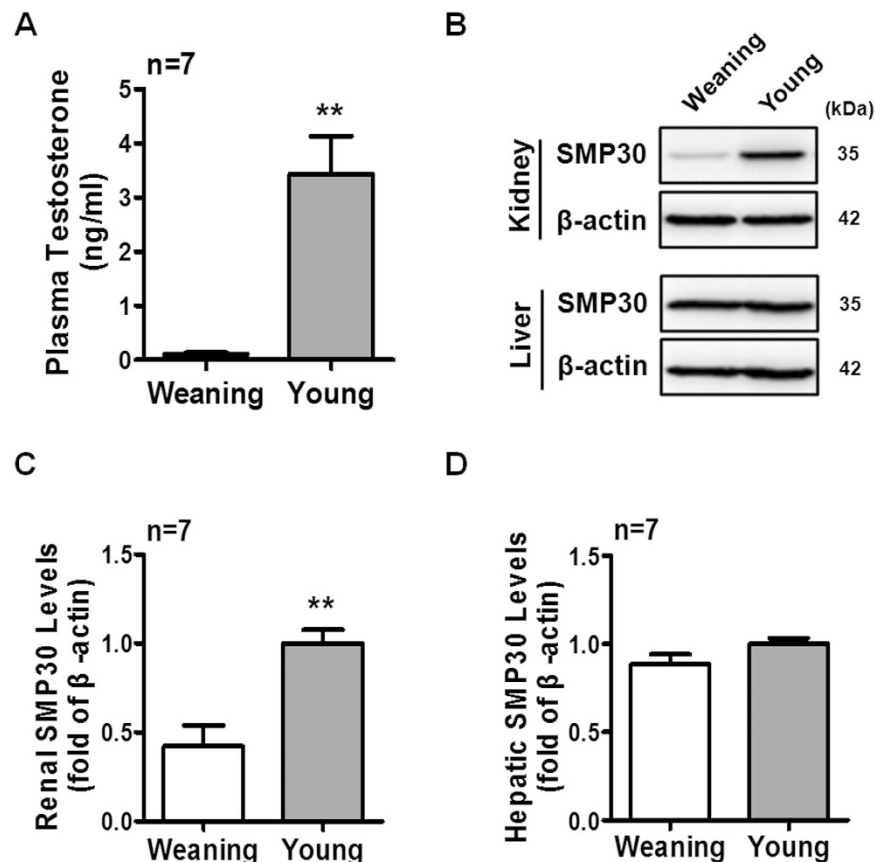 A
n=7
Plasma Testosterone
(ng/ml)
5
4
3
2
1
0
**
Weaning Young
B
Weaning Young (kDa)
Kidney
SMP30 35
β-actin 42
Liver
SMP30 35
β-actin 42
C
n=7
Renal SMP30 Levels
(fold of β -actin)
1.5
1.0
0.5
0.0
**
Weaning Young
D
n=7
Hepatic SMP30 Levels
(fold of β -actin)
1.5
1.0
0.5
0.0
Weaning Young